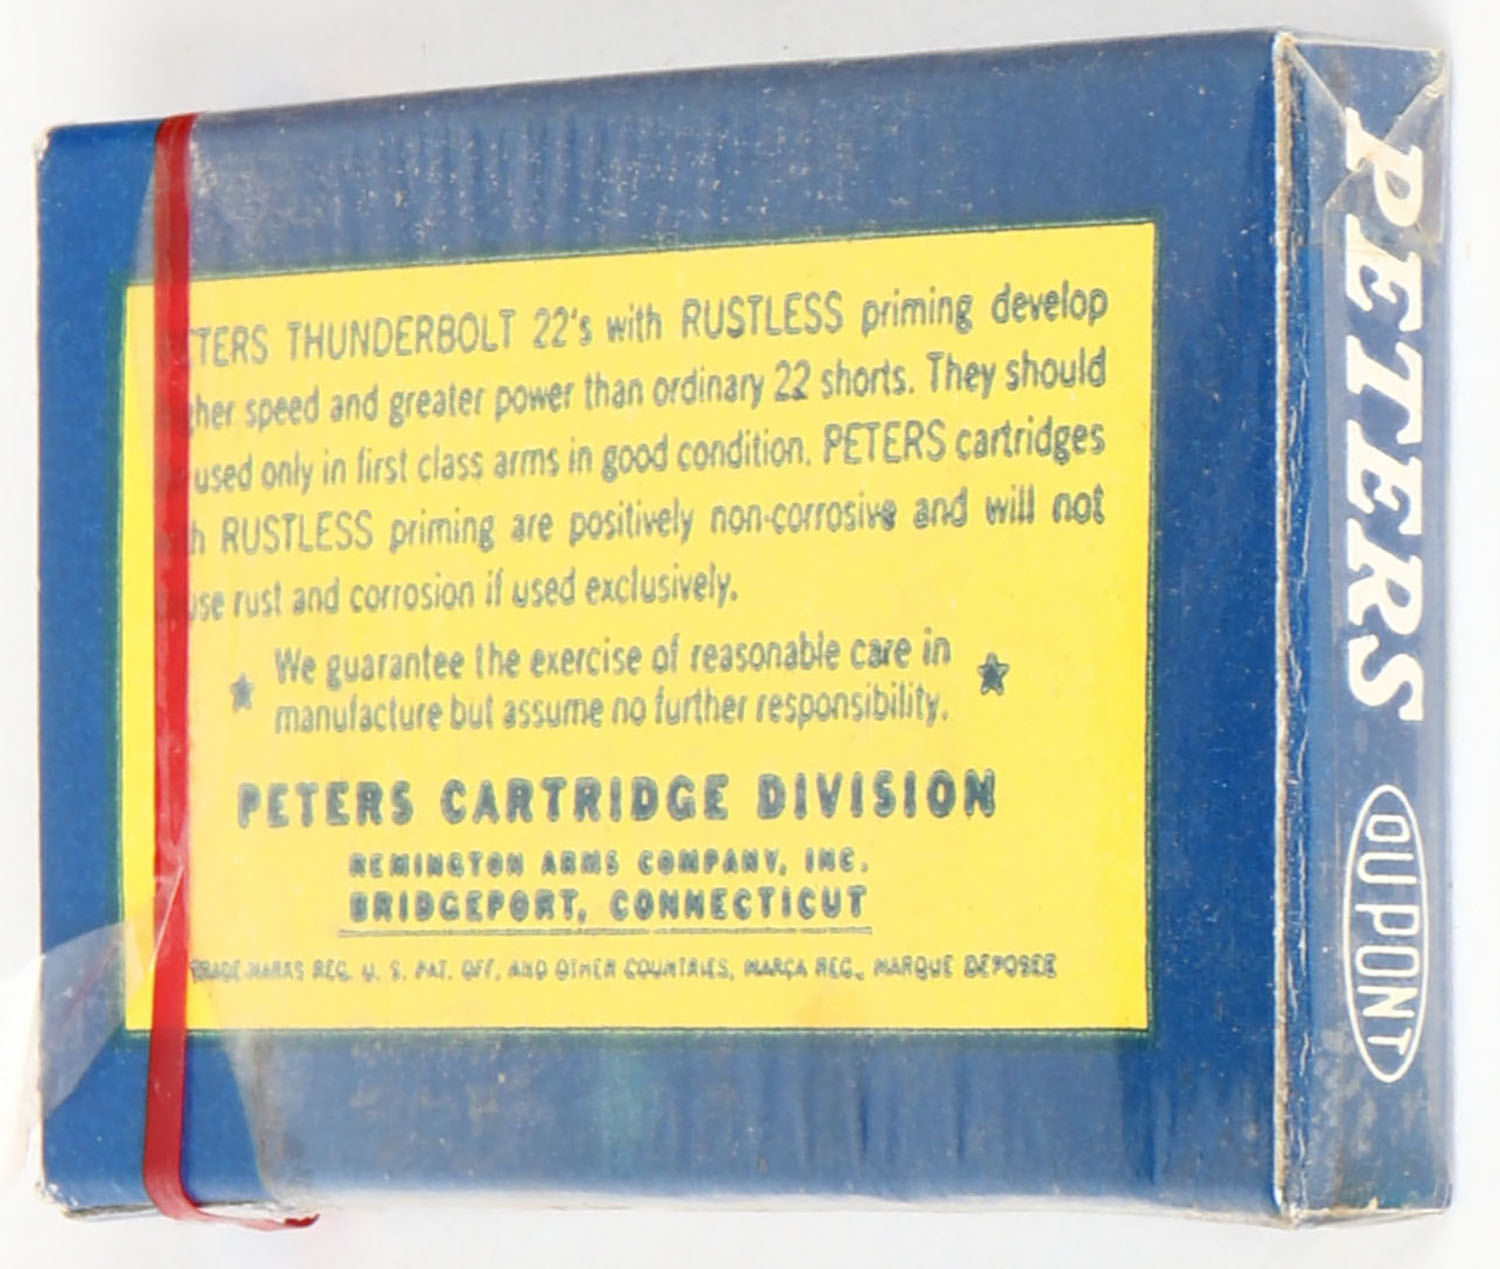 TERS THUNDERBOLT 22's with RUSTLESS priming develop
her speed and greater power than ordinary 22 shorts. They should
used only in first class arms in good condition. PETERS cartridges
h RUSTLESS priming are positively non-corrosive and will not
use rust and corrosion if used exclusively.
We guarantee the exercise of reasonable care in
manufacture but assume no further responsibility.
PETERS CARTRIDGE DIVISION
REMINGTON ARMS COMPANY, INC.
BRIDGEPORT, CONNECTICUT
TRADE MARKS REG. U. S. PAT. OFF. AND OTHER COUNTRIES, MARCA REG., MARQUE DEPOSEE
PETERS
DU PONT